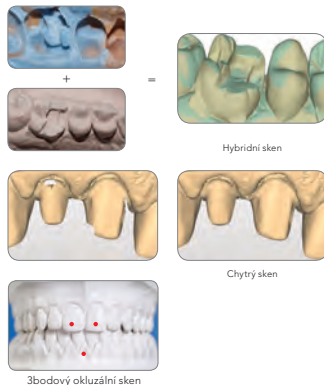 +
=
Hybridní sken
Chytrý sken
3bodový okluzální sken